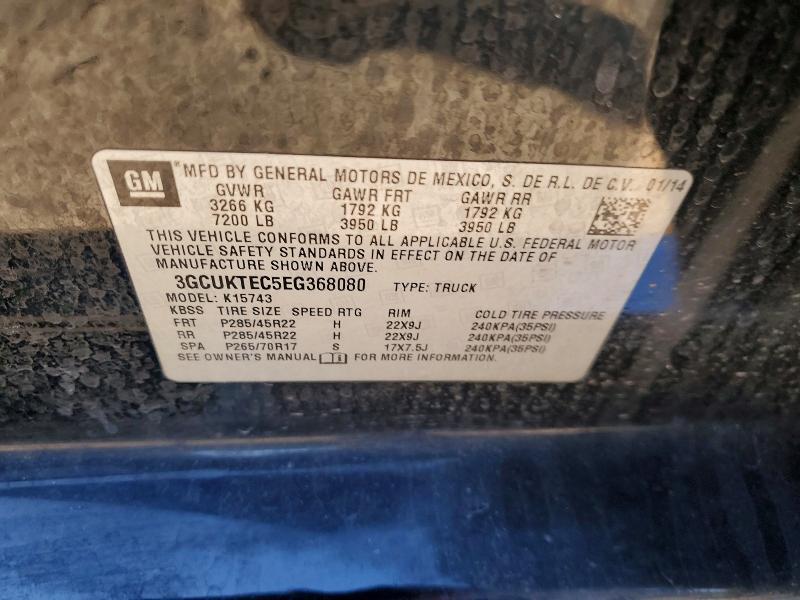 GM
*MFD BY GENERAL MOTORS DE MEXICO, S. DE R.L. DE C.V. 01/14
GVWR GAWR FRT GAWR RR
3266 KG 1792 KG 1792 KG
7200 LB 3950 LB 3950 LB
THIS VEHICLE CONFORMS TO ALL APPLICABLE U.S. FEDERAL MOTOR
VEHICLE SAFETY STANDARDS IN EFFECT ON THE DATE OF
MANUFACTURE SHOWN ABOVE.
3GCUKTEC5EG368080 TYPE: TRUCK
MODEL: K15743
KBSS TIRE SIZE SPEED RTG RIM COLD TIRE PRESSURE
FRT P285/45R22 H 22X9J 240KPA(35PSI)
RR P285/45R22 H 22X9J 240KPA(35PSI)
SPA P265/70R17 S 17X7.5J 240KPA(35PSI)
SEE OWNER'S MANUAL FOR MORE INFORMATION.